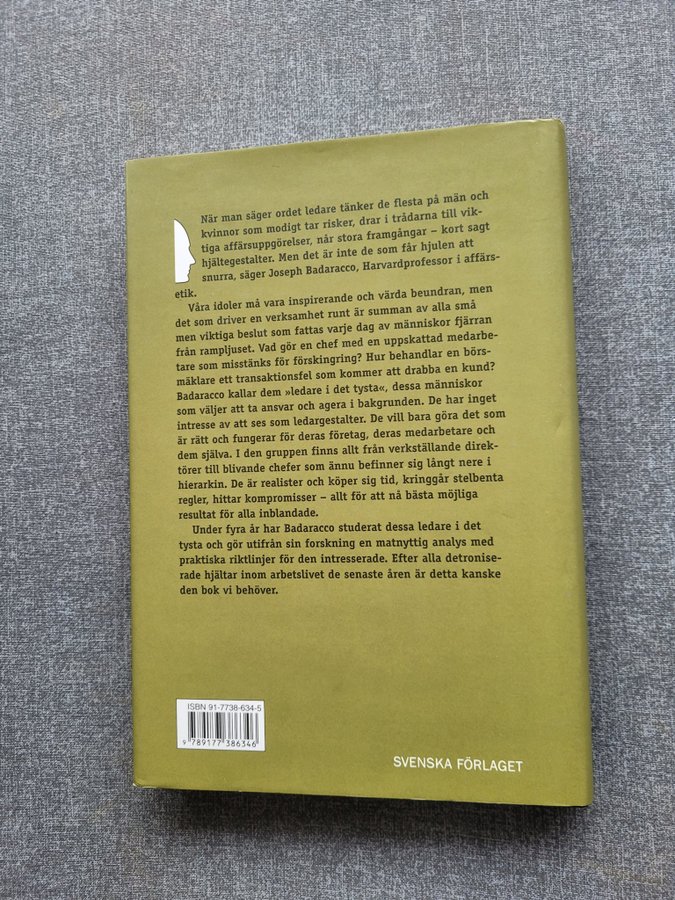 När man säger ordet ledare tänker de flesta på män och
kvinnor som modigt tar risker, drar i trådarna till vik-
tiga affärsuppgörelser, når stora framgångar – kort sagt
hjältegestalter. Men det är inte de som får hjulen att
snurra, säger Joseph Badaracco, Harvardprofessor i affärs-
etik.
Våra idoler må vara inspirerande och värda beundran, men
det som driver en verksamhet runt är summan av alla små
men viktiga beslut som fattas varje dag av människor fjärran
från rampljuset. Vad gör en chef med en uppskattad medarbe-
tare som misstänks för förskingring? Hur behandlar en börs-
mäklare ett transaktionsfel som kommer att drabba en kund?
Badaracco kallar dem »ledare i det tysta«, dessa människor
som väljer att ta ansvar och agera i bakgrunden. De har inget
intresse av att ses som ledargestalter. De vill bara göra det som
är rätt och fungerar för deras företag, deras medarbetare och
dem själva. I den gruppen finns allt från verkställande direk-
törer till blivande chefer som ännu befinner sig långt nere i
hierarkin. De är realister och köper sig tid, kringgår stelbenta
regler, hittar kompromisser – allt för att nå bästa möjliga
resultat för alla inblandade.
Under fyra år har Badaracco studerat dessa ledare i det
tysta och gör utifrån sin forskning en matnyttig analys med
praktiska riktlinjer för den intresserade. Efter alla detronise-
rade hjältar inom arbetslivet de senaste åren är detta kanske
den bok vi behöver.
ISBN 91-7738-634-5
9 789177 386346
SVENSKA FÖRLAGET